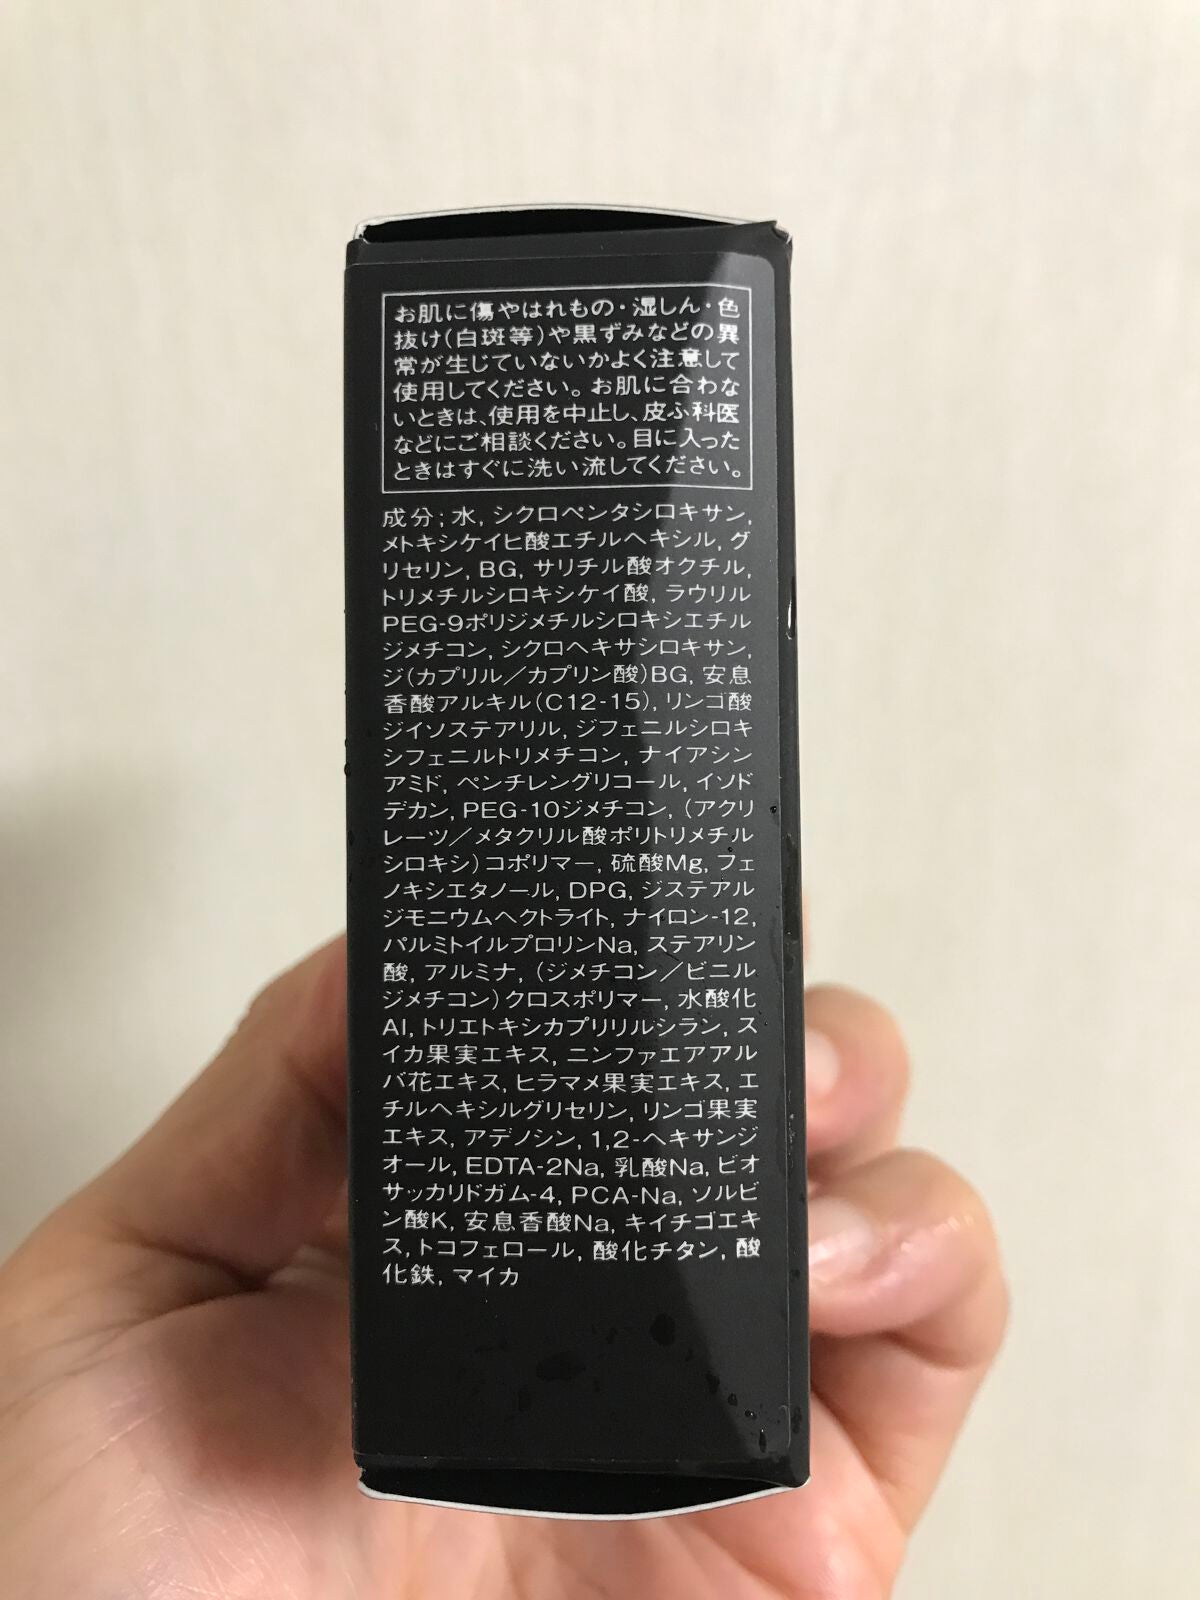 お肌に傷やはれもの・湿しん・色
抜け(白斑等)や黒ずみなどの異
常が生じていないかよく注意して
使用してください。お肌に合わな
いときは、使用を中止し、皮ふ科医
などにご相談ください。目に入った
ときはすぐに洗い流してください。
成分；水, シクロペンタシロキサン,
メトキシケイヒ酸エチルヘキシル, グ
リセリン, BG, サリチル酸オクチル,
トリメチルシロキシケイ酸, ラウリル
PEG-9ポリジメチルシロキシエチル
ジメチコン, シクロヘキサシロキサン,
ジ(カプリル／カプリン酸)BG, 安息
香酸アルキル(C12-15), リンゴ酸
ジイソステアリル, ジフェニルシロキ
シフェニルトリメチコン, ナイアシン
アミド, ペンチレングリコール, イソド
デカン, PEG-10ジメチコン, (アクリ
レーツ／メタクリル酸ポリトリメチル
シロキシ)コポリマー, 硫酸Mg, フェ
ノキシエタノール, DPG, ジステアル
ジモニウムヘクトライト, ナイロン-12,
パルミトイルプロリンNa, ステアリン
酸, アルミナ, (ジメチコン／ビニル
ジメチコン)クロスポリマー, 水酸化
Al, トリエトキシカプリリルシラン, ス
イカ果実エキス, ニンファエアアル
バ花エキス, ヒラマメ果実エキス, エ
チルヘキシルグリセリン, リンゴ果実
エキス, アデノシン, 1,2-ヘキサンジ
オール, EDTA-2Na, 乳酸Na, ビオ
サッカリドガム-4, PCA-Na, ソルビ
ン酸K, 安息香酸Na, キイチゴエキ
ス, トコフェロール, 酸化チタン, 酸
化鉄, マイカ